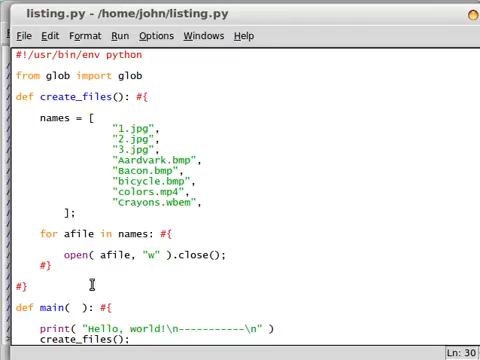 listing.py - /home/john/listing.py
File Edit Format Run Options Windows Help
#!/usr/bin/env python
from glob import glob
def create_files(): #{
names = [
"1.jpg",
"2.jpg",
"3.jpg",
"Aardvark.bmp",
"Bacon.bmp",
"bicycle.bmp",
"colors.mp4",
"Crayons.wbem",
];
for afile in names: #{
open( afile, "w" ).close();
#}
#}
def main(  ): #{
print( "Hello, world!\n-----------\n" )
create_files();
Ln: 30